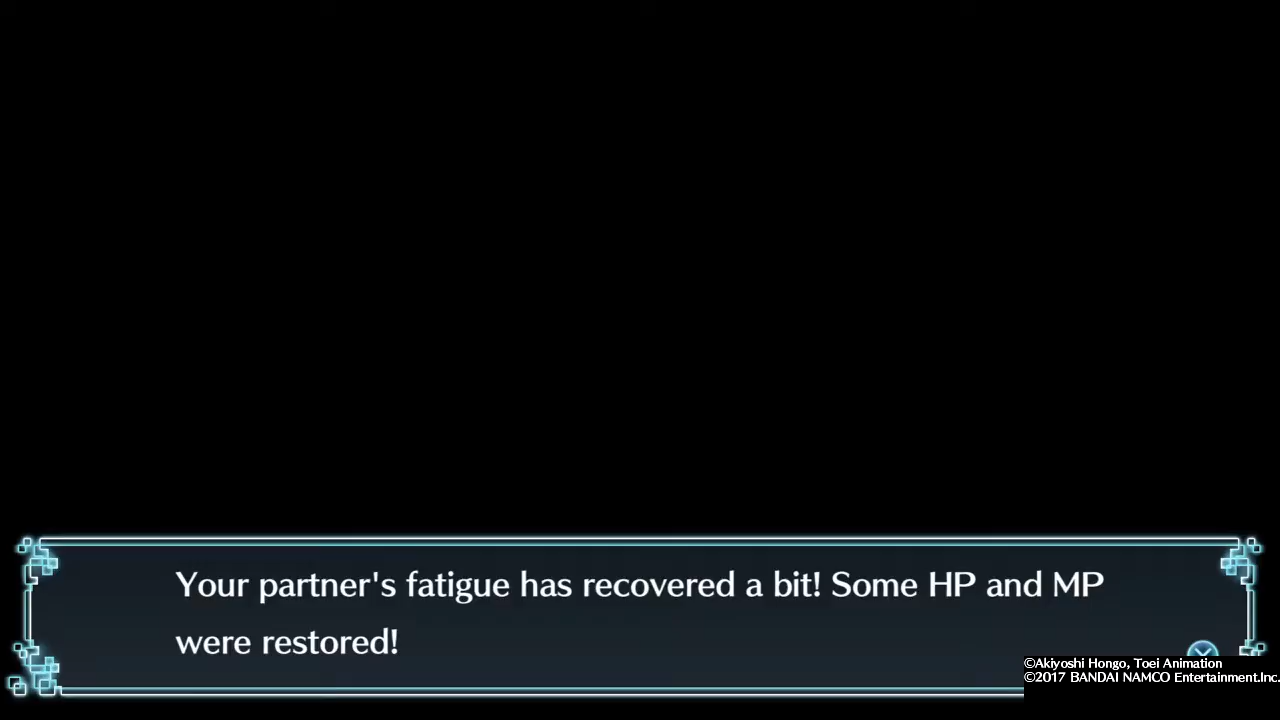 Your partner's fatigue has recovered a bit! Some HP and MP
were restored!
©Akiyoshi Hongo, Toei Animation
©2017 BANDAI NAMCO Entertainment.Inc.